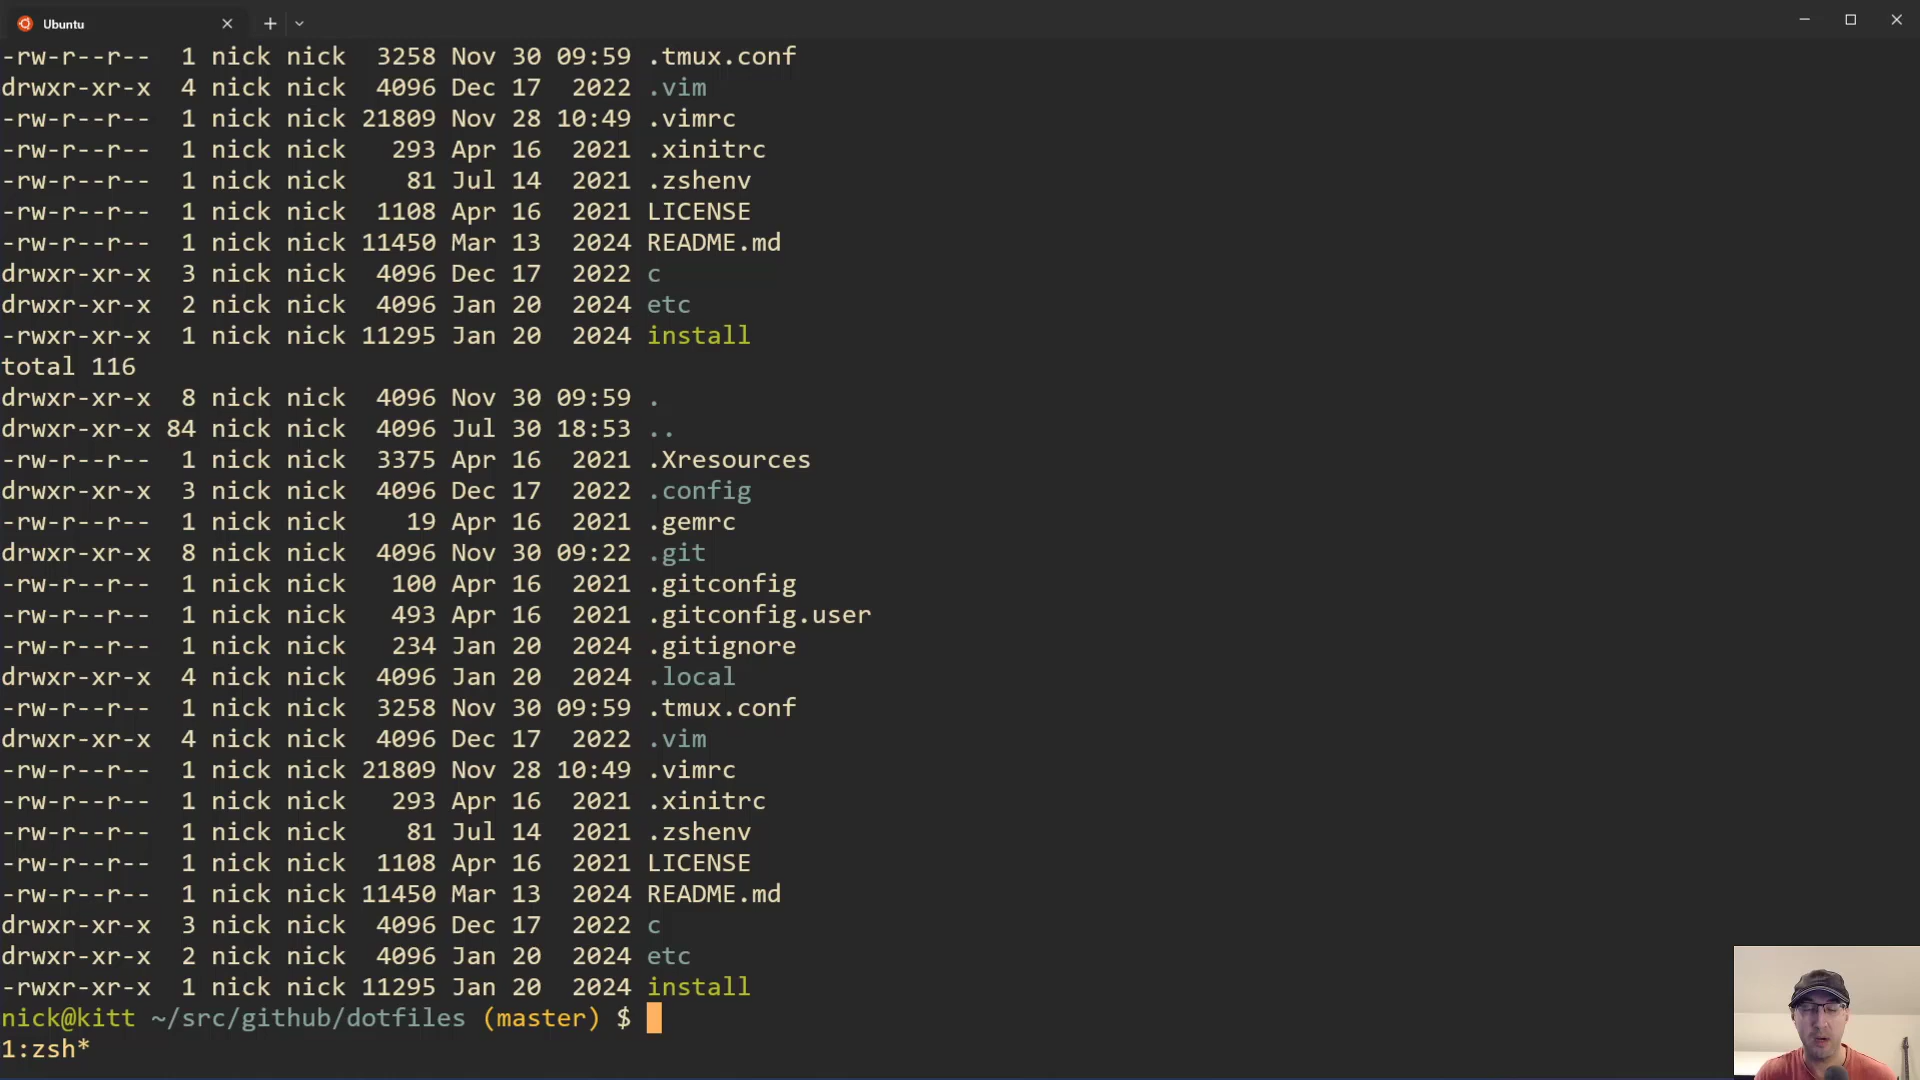 Ubuntu
-rw-r--r--  1 nick nick  3258 Nov 30 09:59 .tmux.conf
drwxr-xr-x  4 nick nick  4096 Dec 17  2022 .vim
-rw-r--r--  1 nick nick 21809 Nov 28 10:49 .vimrc
-rw-r--r--  1 nick nick   293 Apr 16  2021 .xinitrc
-rw-r--r--  1 nick nick    81 Jul 14  2021 .zshenv
-rw-r--r--  1 nick nick  1108 Apr 16  2021 LICENSE
-rw-r--r--  1 nick nick 11450 Mar 13  2024 README.md
drwxr-xr-x  3 nick nick  4096 Dec 17  2022 c
drwxr-xr-x  2 nick nick  4096 Jan 20  2024 etc
-rwxr-xr-x  1 nick nick 11295 Jan 20  2024 install
total 116
drwxr-xr-x  8 nick nick  4096 Nov 30 09:59 .
drwxr-xr-x 84 nick nick  4096 Jul 30 18:53 ..
-rw-r--r--  1 nick nick  3375 Apr 16  2021 .Xresources
drwxr-xr-x  3 nick nick  4096 Dec 17  2022 .config
-rw-r--r--  1 nick nick    19 Apr 16  2021 .gemrc
drwxr-xr-x  8 nick nick  4096 Nov 30 09:22 .git
-rw-r--r--  1 nick nick   100 Apr 16  2021 .gitconfig
-rw-r--r--  1 nick nick   493 Apr 16  2021 .gitconfig.user
-rw-r--r--  1 nick nick   234 Jan 20  2024 .gitignore
drwxr-xr-x  4 nick nick  4096 Jan 20  2024 .local
-rw-r--r--  1 nick nick  3258 Nov 30 09:59 .tmux.conf
drwxr-xr-x  4 nick nick  4096 Dec 17  2022 .vim
-rw-r--r--  1 nick nick 21809 Nov 28 10:49 .vimrc
-rw-r--r--  1 nick nick   293 Apr 16  2021 .xinitrc
-rw-r--r--  1 nick nick    81 Jul 14  2021 .zshenv
-rw-r--r--  1 nick nick  1108 Apr 16  2021 LICENSE
-rw-r--r--  1 nick nick 11450 Mar 13  2024 README.md
drwxr-xr-x  3 nick nick  4096 Dec 17  2022 c
drwxr-xr-x  2 nick nick  4096 Jan 20  2024 etc
-rwxr-xr-x  1 nick nick 11295 Jan 20  2024 install
nick@kitt ~/src/github/dotfiles (master) $
1:zsh*